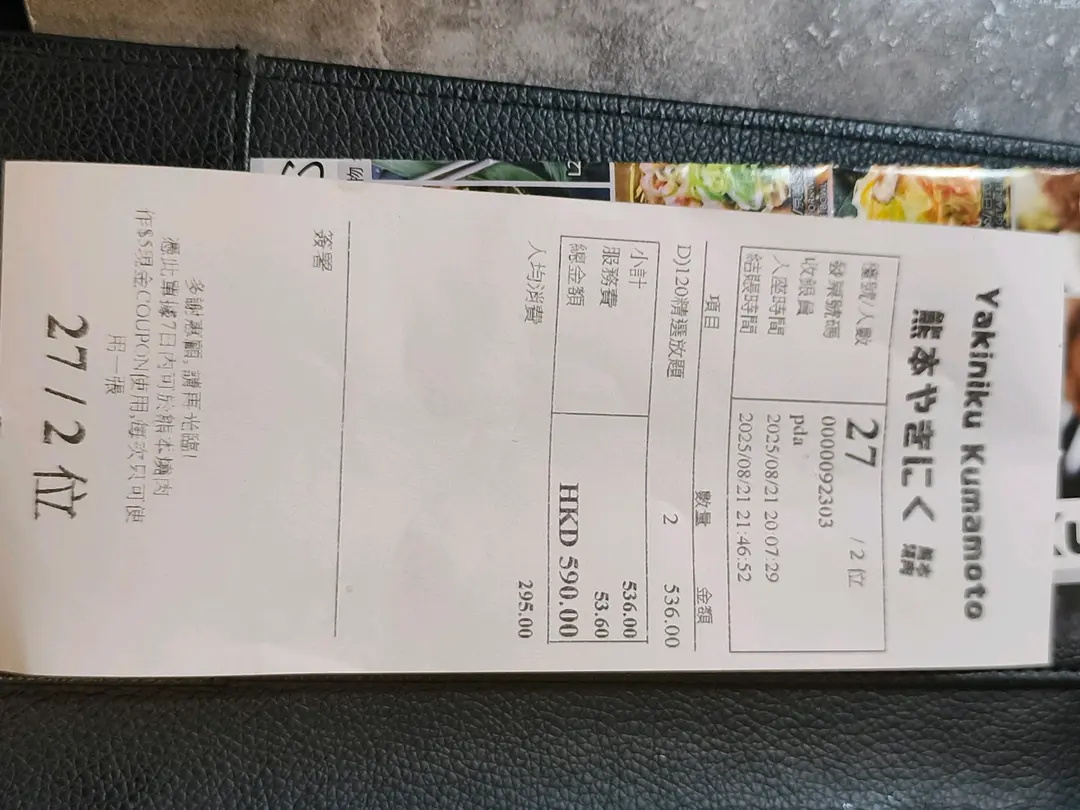 Yakiniku Kumamoto
熊本やきにく 熊本燒肉
檯號/人數 27 / 2 位
發票號碼 0000092303
收銀員 pda
入座時間 2025/08/21 20:07:29
結賬時間 2025/08/21 21:46:52
項目 數量 金額
D)120精選放題 2 536.00
小計 536.00
服務費 53.60
總金額 HKD 590.00
人均消費 295.00
簽署
多謝惠顧,請再光臨!
憑此單據7日內可於熊本燒肉
作$5現金COUPON使用,每次只可使
用一張
27 / 2 位
物